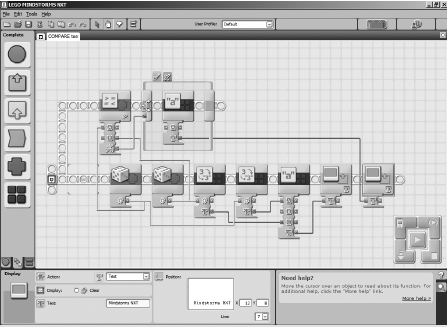 LEGO MINDSTORMS NXT
File Edit Tools Help
User Profile: Default
Complete
COMPARE two
Display
Action: Text
Display: Clear
Text: Mindstorms NXT
Position:
Mindstorms NXT
X 12 Y 8
Line: 7
Need help?
Move the cursor over an object to read about its function. For
additional help, click the "More help" link.
More help »